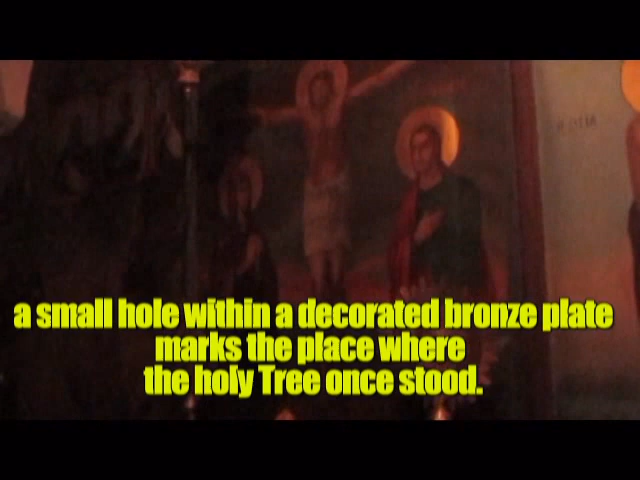 a small hole within a decorated bronze plate
marks the place where
the holy Tree once stood.